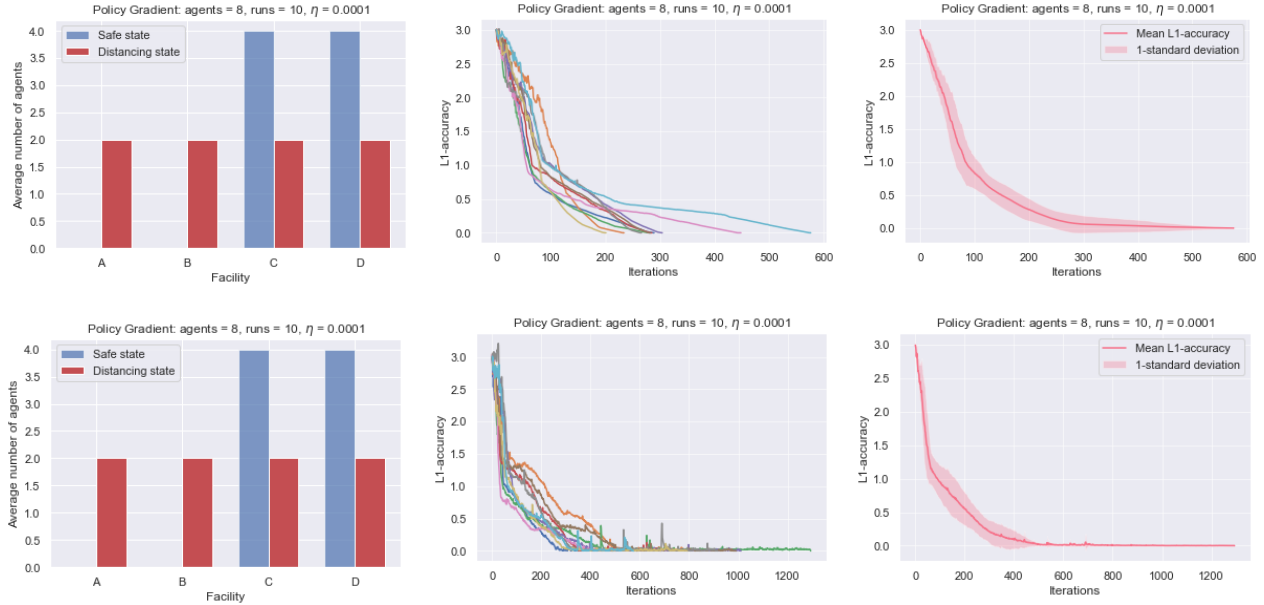 Policy Gradient: agents = 8, runs = 10, η = 0.0001
Safe state
Distancing state
Average number of agents
4.0
3.5
3.0
2.5
2.0
1.5
1.0
0.5
0.0
A B C D
Facility
Policy Gradient: agents = 8, runs = 10, η = 0.0001
L1-accuracy
3.0
2.5
2.0
1.5
1.0
0.5
0.0
0 100 200 300 400 500 600
Iterations
Policy Gradient: agents = 8, runs = 10, η = 0.0001
Mean L1-accuracy
1-standard deviation
L1-accuracy
3.0
2.5
2.0
1.5
1.0
0.5
0.0
0 100 200 300 400 500 600
Iterations
Policy Gradient: agents = 8, runs = 10, η = 0.0001
Safe state
Distancing state
Average number of agents
4.0
3.5
3.0
2.5
2.0
1.5
1.0
0.5
0.0
A B C D
Facility
Policy Gradient: agents = 8, runs = 10, η = 0.0001
L1-accuracy
3.0
2.5
2.0
1.5
1.0
0.5
0.0
0 200 400 600 800 1000 1200
Iterations
Policy Gradient: agents = 8, runs = 10, η = 0.0001
Mean L1-accuracy
1-standard deviation
L1-accuracy
3.0
2.5
2.0
1.5
1.0
0.5
0.0
0 200 400 600 800 1000 1200
Iterations